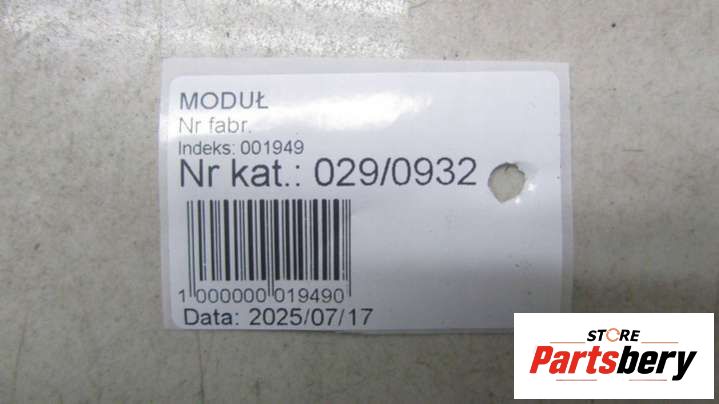 MODUŁ
Nr fabr.
Indeks: 001949
Nr kat.: 029/0932
1 000000 019490
Data: 2025/07/17
STORE
Partsbery